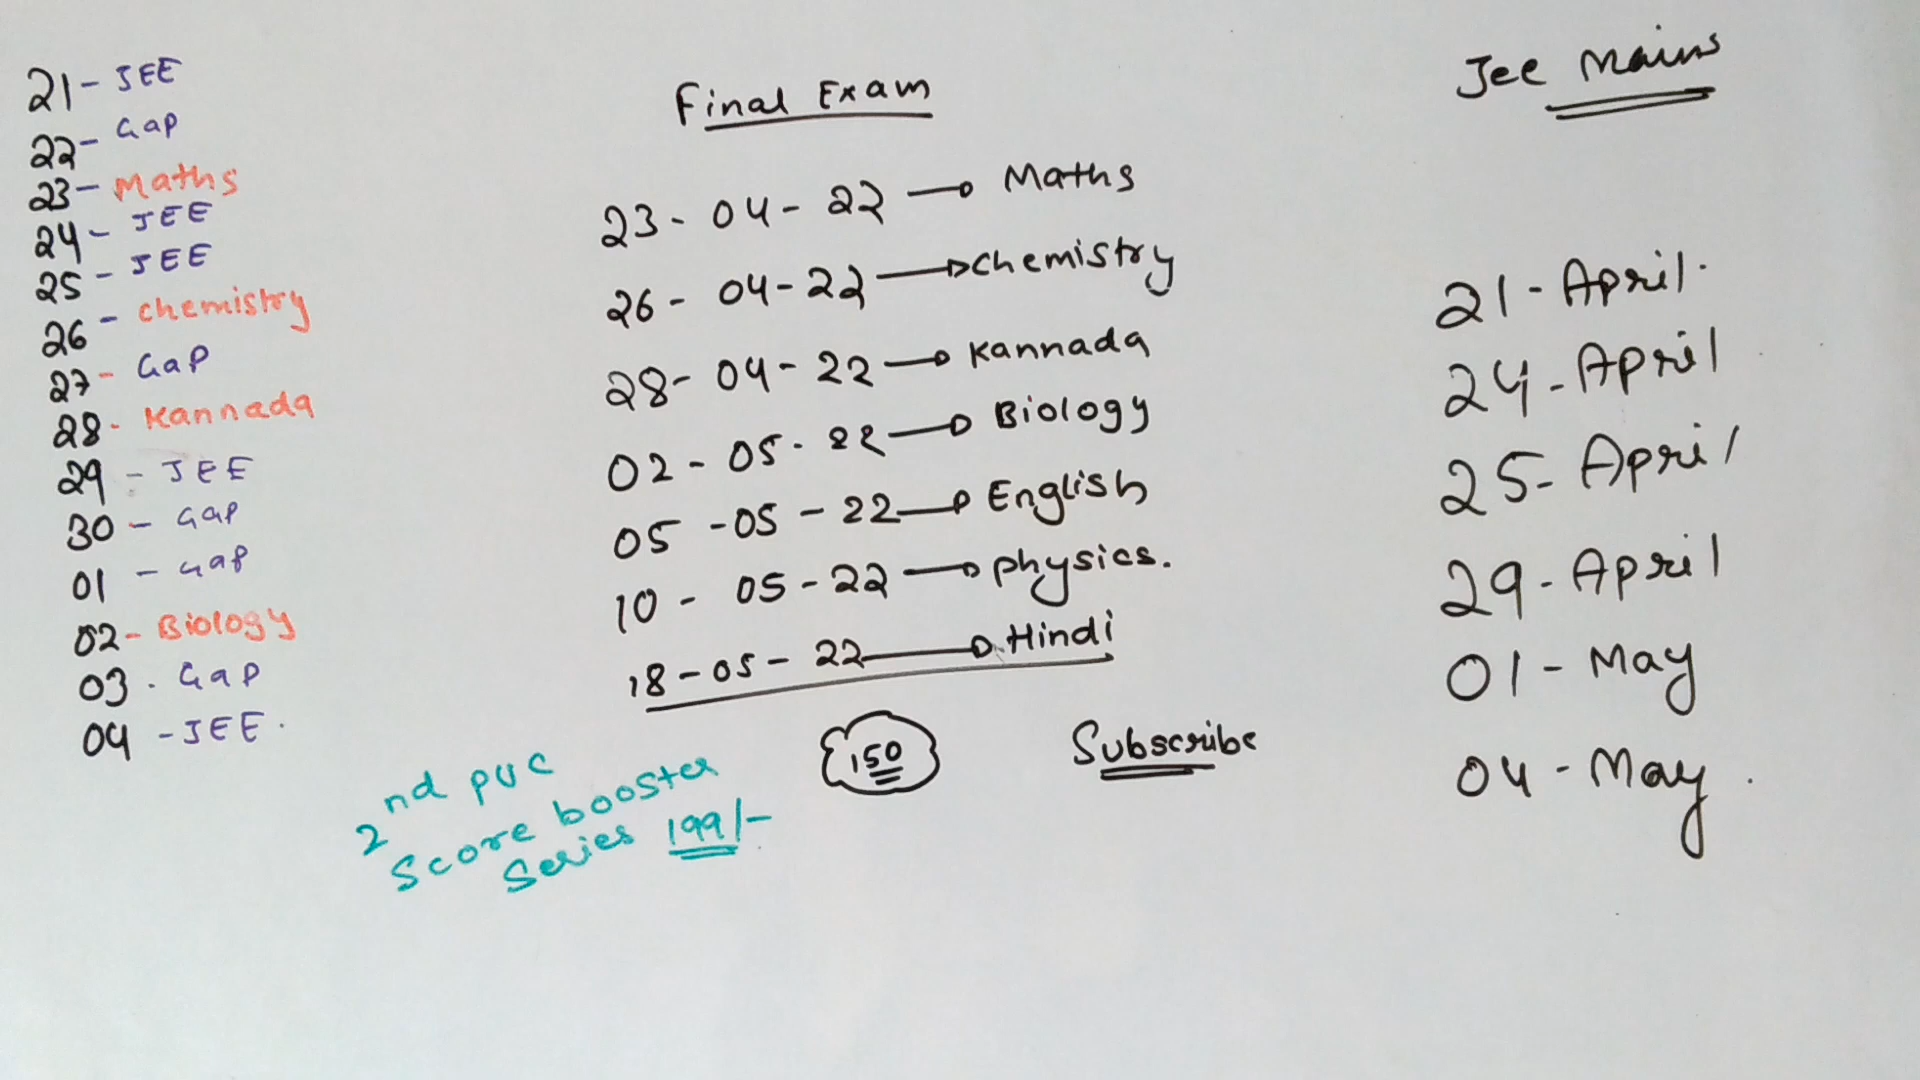 21-JEE
22-Gap
23-Maths
24-JEE
25-JEE
26-chemistry
27-GaP
28-Kannada
29-JEE
30-Gap
01-Gap
02-Biology
03.GaP
04-JEE.
Final Exam
23-04-22→Maths
26-04-22→chemistry
28-04-22→Kannada
02-05-22→Biology
05-05-22→English
10-05-22→physics.
18-05-22→Hindi
150
Subscribe
2nd puc
Score booster
Series 199/-
Jee Mains
21-April.
24-April
25-April
29-April
01-May
04-May.